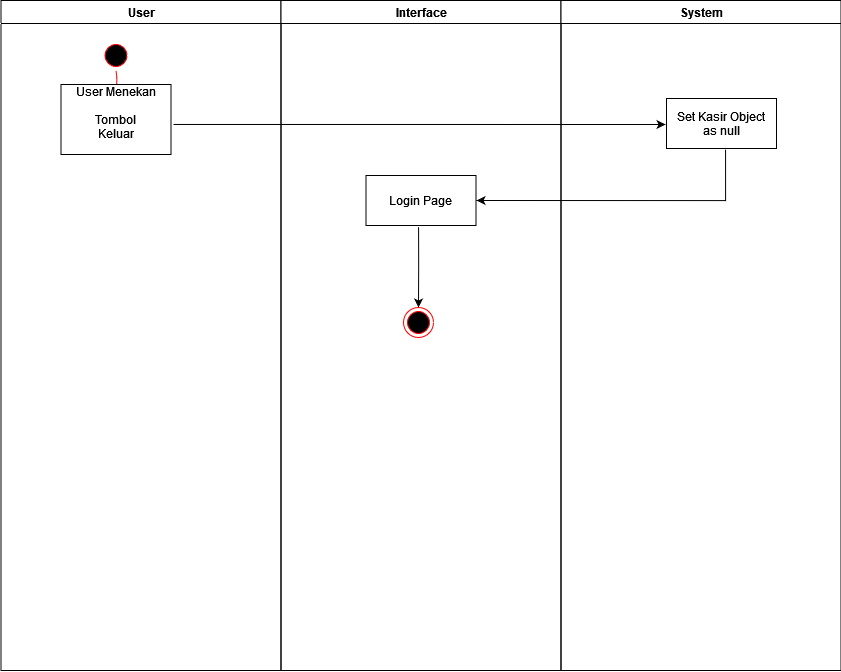 User
Interface
System
User Menekan
Tombol
Keluar
Set Kasir Object
as null
Login Page